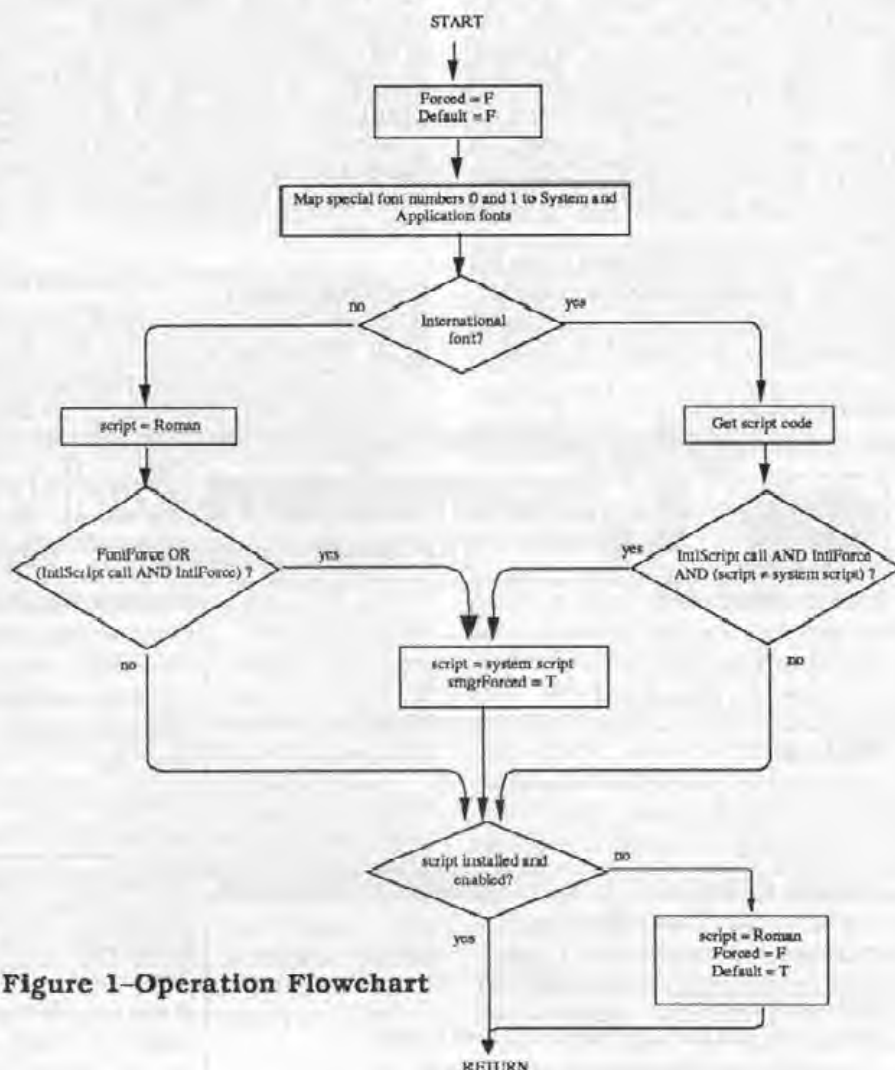 START
Forced = F
Default = F
Map special font numbers 0 and 1 to System and
Application fonts
no
yes
International
font?
script = Roman
Get script code
FontForce OR
(IntlScript call AND IntlForce) ?
yes
yes
IntlScript call AND IntlForce
AND (script ≠ system script) ?
no
script = system script
smgrForced = T
no
script installed and
enabled?
no
yes
script = Roman
Forced = F
Default = T
Figure 1–Operation Flowchart
RETURN